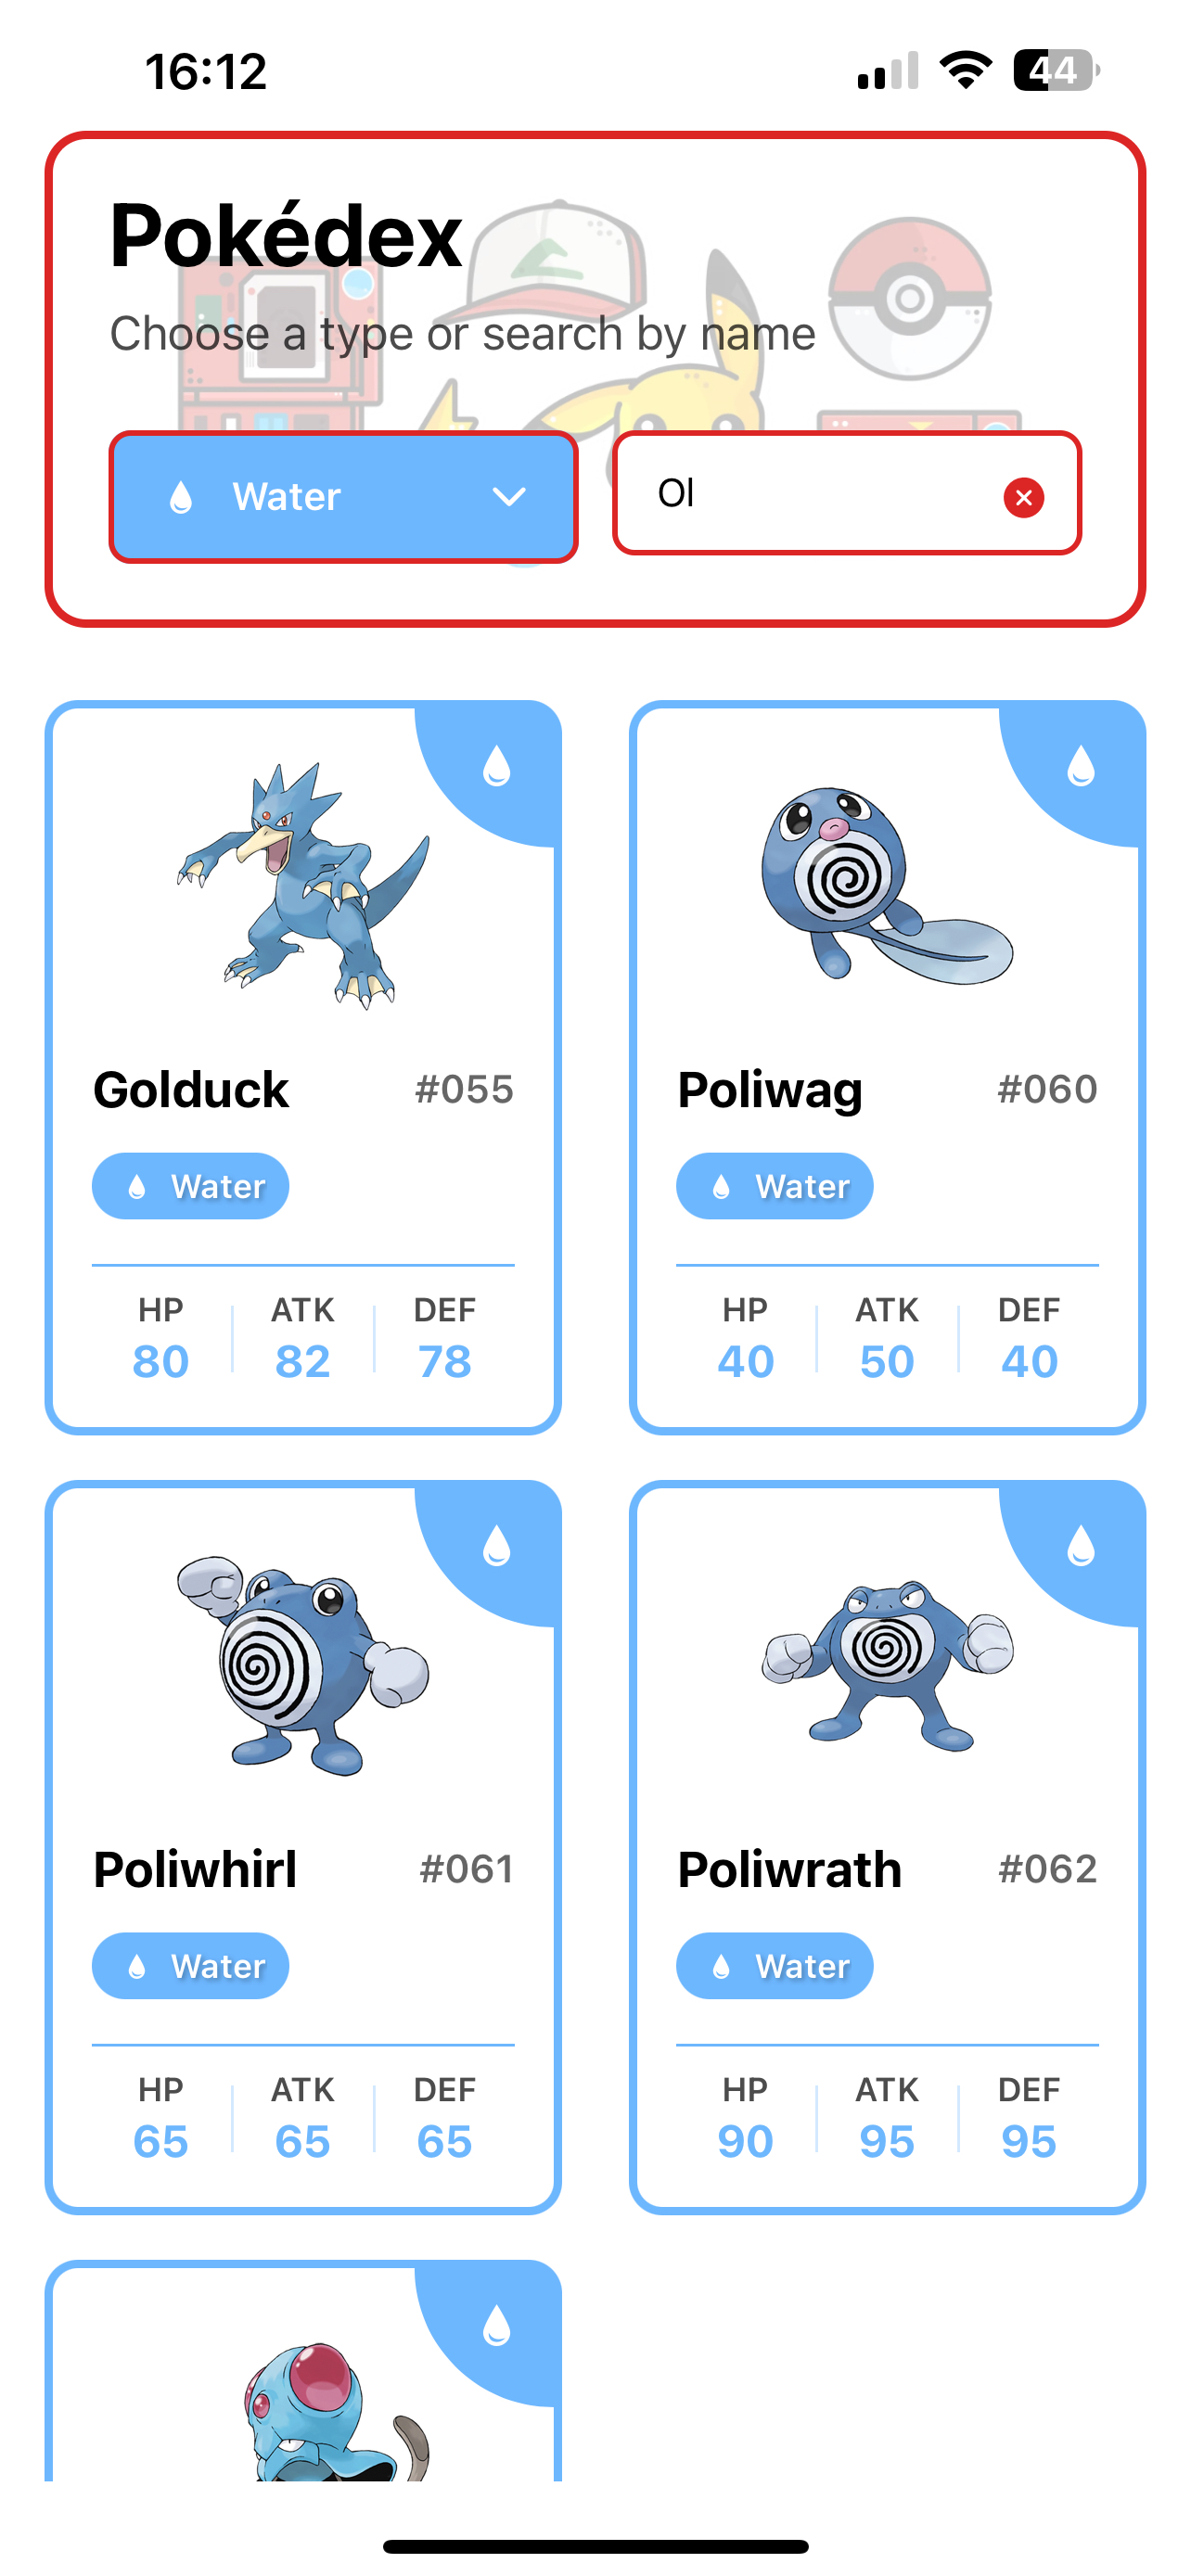 16:12
44
Pokédex
Choose a type or search by name
Water
Ol
Golduck #055
Water
HP ATK DEF
80 82 78
Poliwag #060
Water
HP ATK DEF
40 50 40
Poliwhirl #061
Water
HP ATK DEF
65 65 65
Poliwrath #062
Water
HP ATK DEF
90 95 95